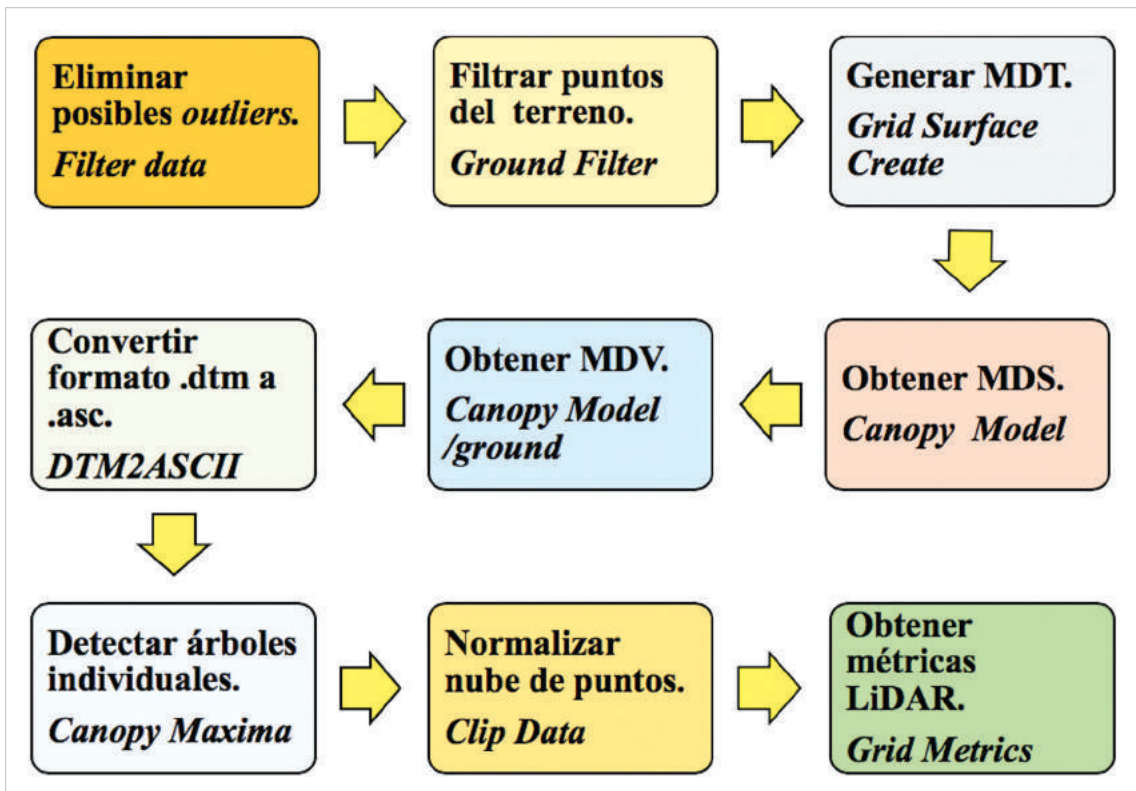 Eliminar
posibles outliers.
Filter data
Filtrar puntos
del terreno.
Ground Filter
Generar MDT.
Grid Surface
Create
Obtener MDS.
Canopy Model
Obtener MDV.
Canopy Model
/ground
Convertir
formato .dtm a
.asc.
DTM2ASCII
Detectar árboles
individuales.
Canopy Maxima
Normalizar
nube de puntos.
Clip Data
Obtener
métricas
LiDAR.
Grid Metrics